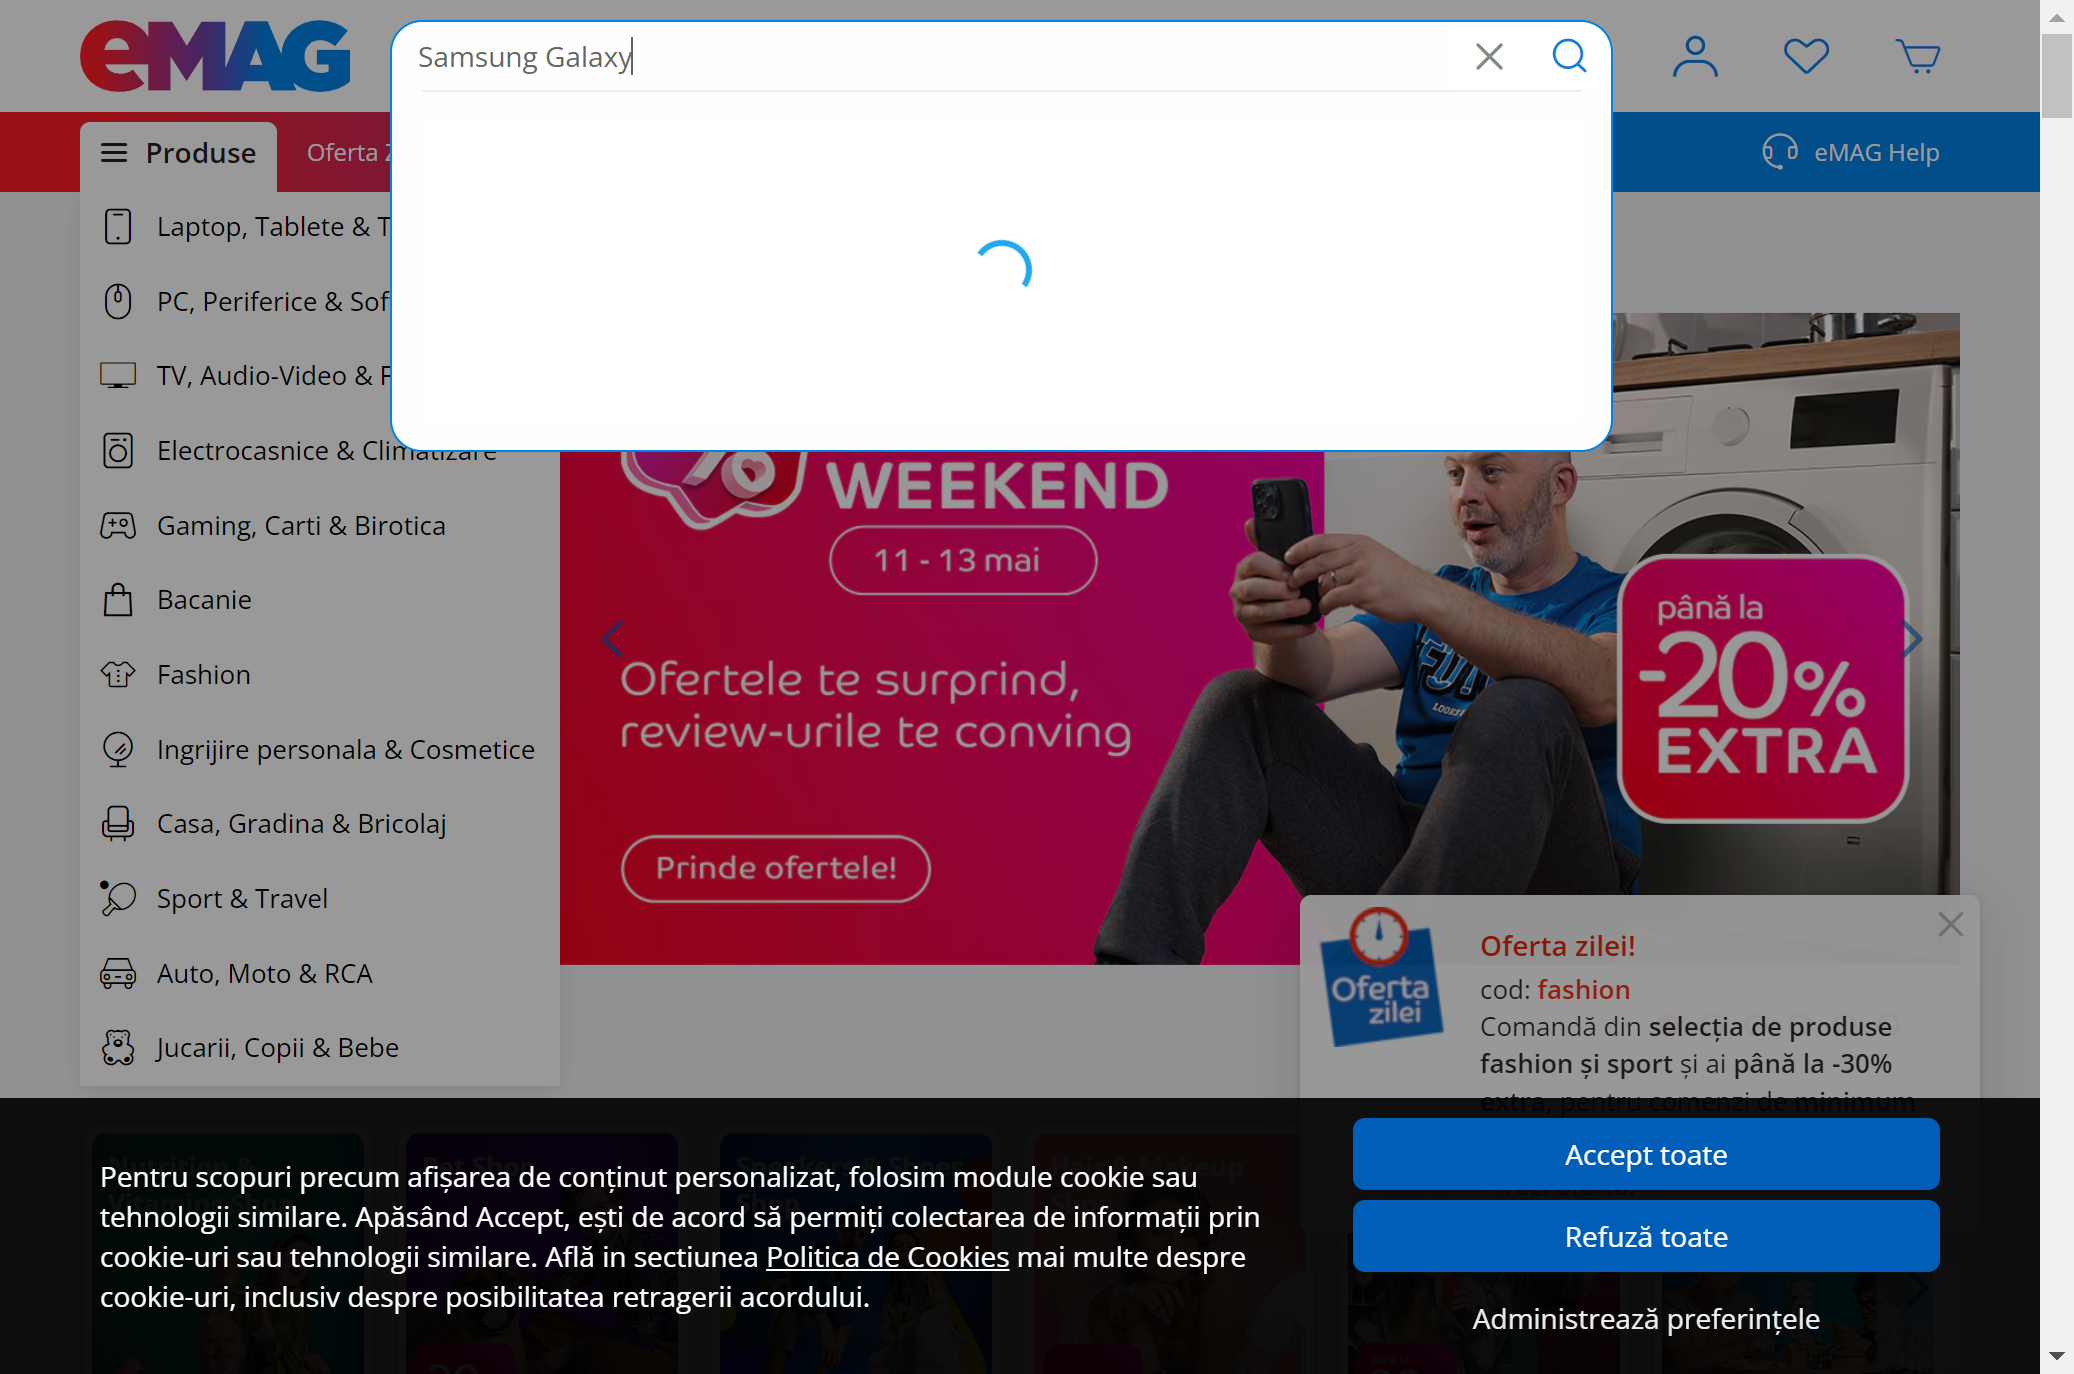 eMAG
Samsung Galaxy
Produse
Oferta Z
eMAG Help
Laptop, Tablete & T
PC, Periferice & Sof
TV, Audio-Video & F
Electrocasnice & Climatizare
Gaming, Carti & Birotica
Bacanie
Fashion
Ingrijire personala & Cosmetice
Casa, Gradina & Bricolaj
Sport & Travel
Auto, Moto & RCA
Jucarii, Copii & Bebe
%
WEEKEND
11 - 13 mai
Ofertele te surprind,
review-urile te conving
Prinde ofertele!
până la
-20%
EXTRA
Oferta
zilei
Oferta zilei!
cod: fashion
Comandă din selecția de produse
fashion și sport și ai până la -30%
extra, pentru comenzi de minimum
Pentru scopuri precum afișarea de conținut personalizat, folosim module cookie sau
tehnologii similare. Apăsând Accept, ești de acord să permiți colectarea de informații prin
cookie-uri sau tehnologii similare. Află in sectiunea Politica de Cookies mai multe despre
cookie-uri, inclusiv despre posibilitatea retragerii acordului.
Accept toate
Refuză toate
Administrează preferințele